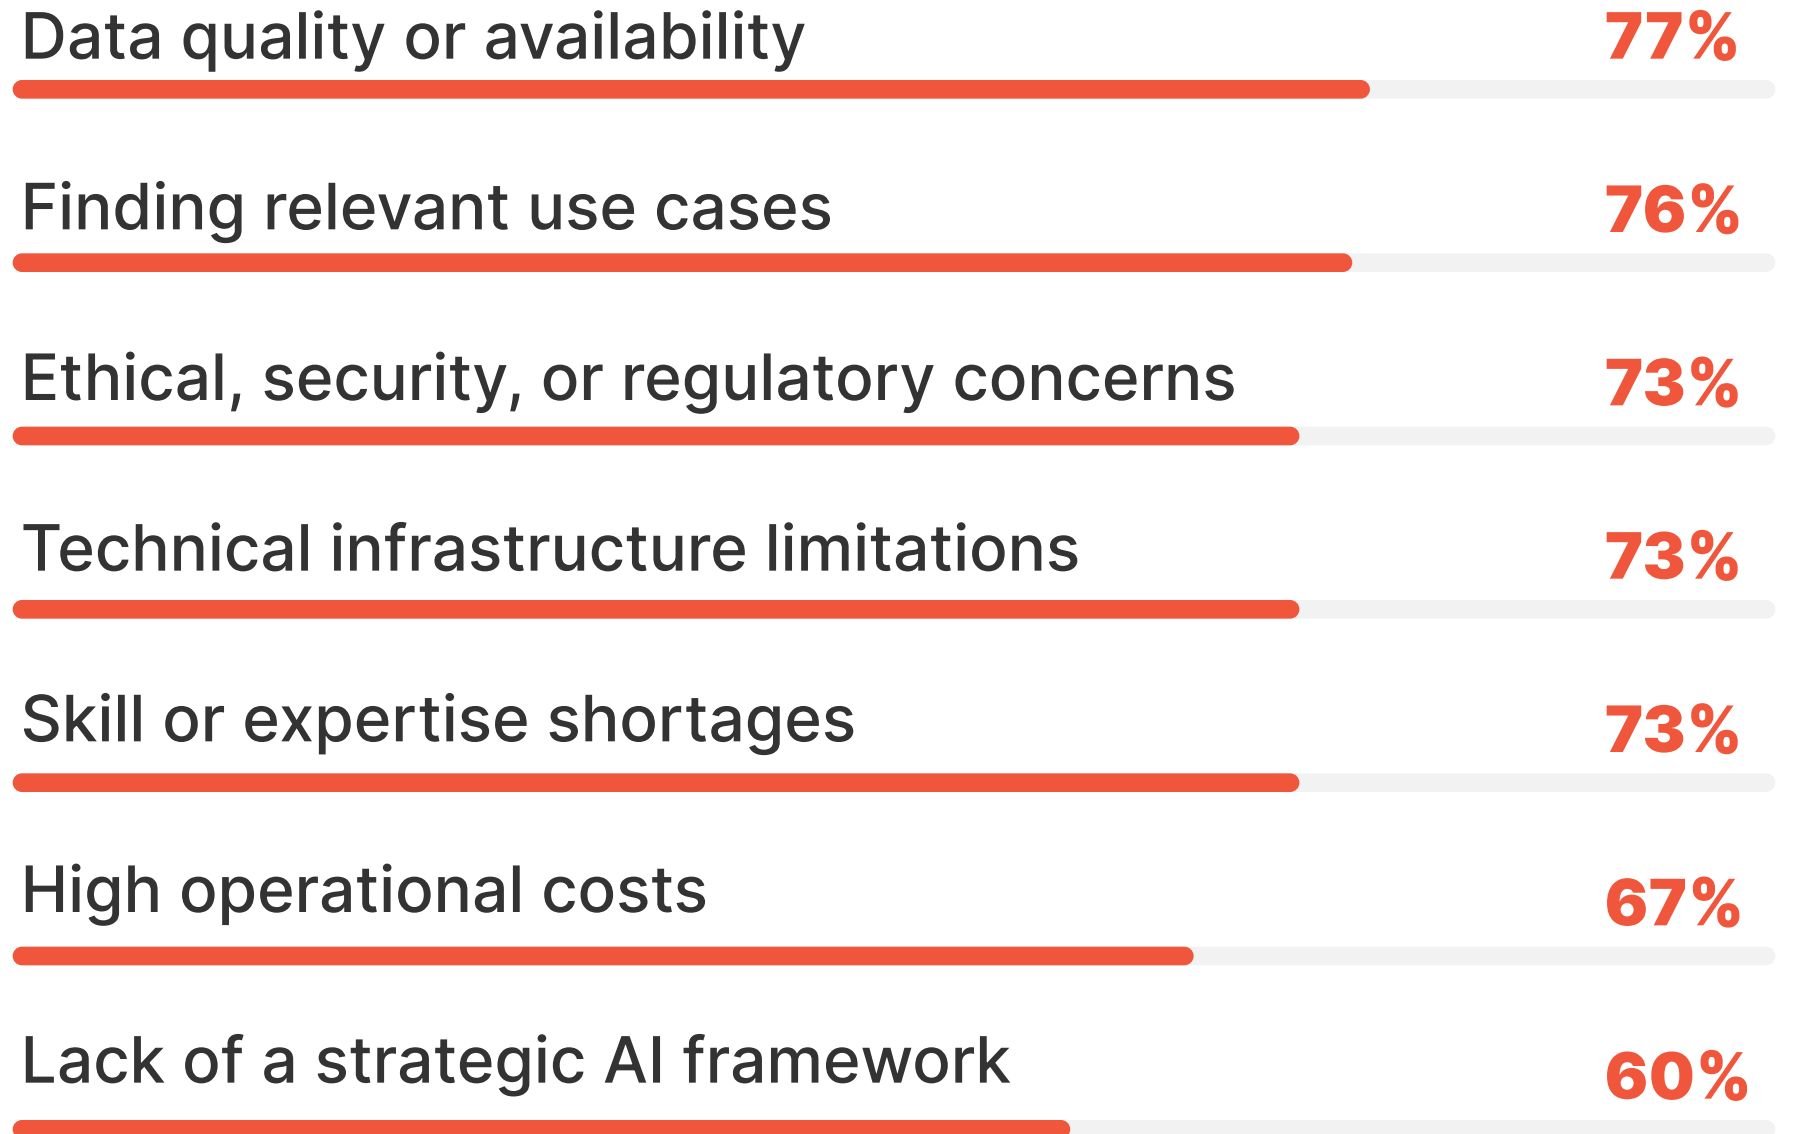 Data quality or availability 77%
Finding relevant use cases 76%
Ethical, security, or regulatory concerns 73%
Technical infrastructure limitations 73%
Skill or expertise shortages 73%
High operational costs 67%
Lack of a strategic AI framework 60%